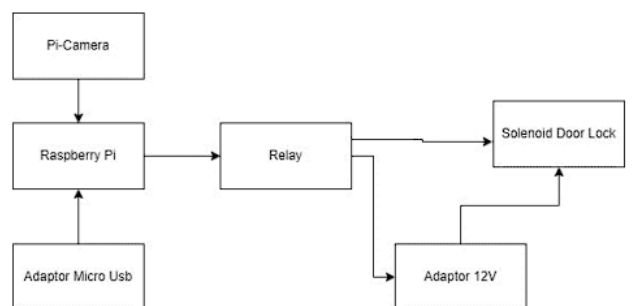 Pi-Camera
Raspberry Pi
Relay
Solenoid Door Lock
Adaptor Micro Usb
Adaptor 12V